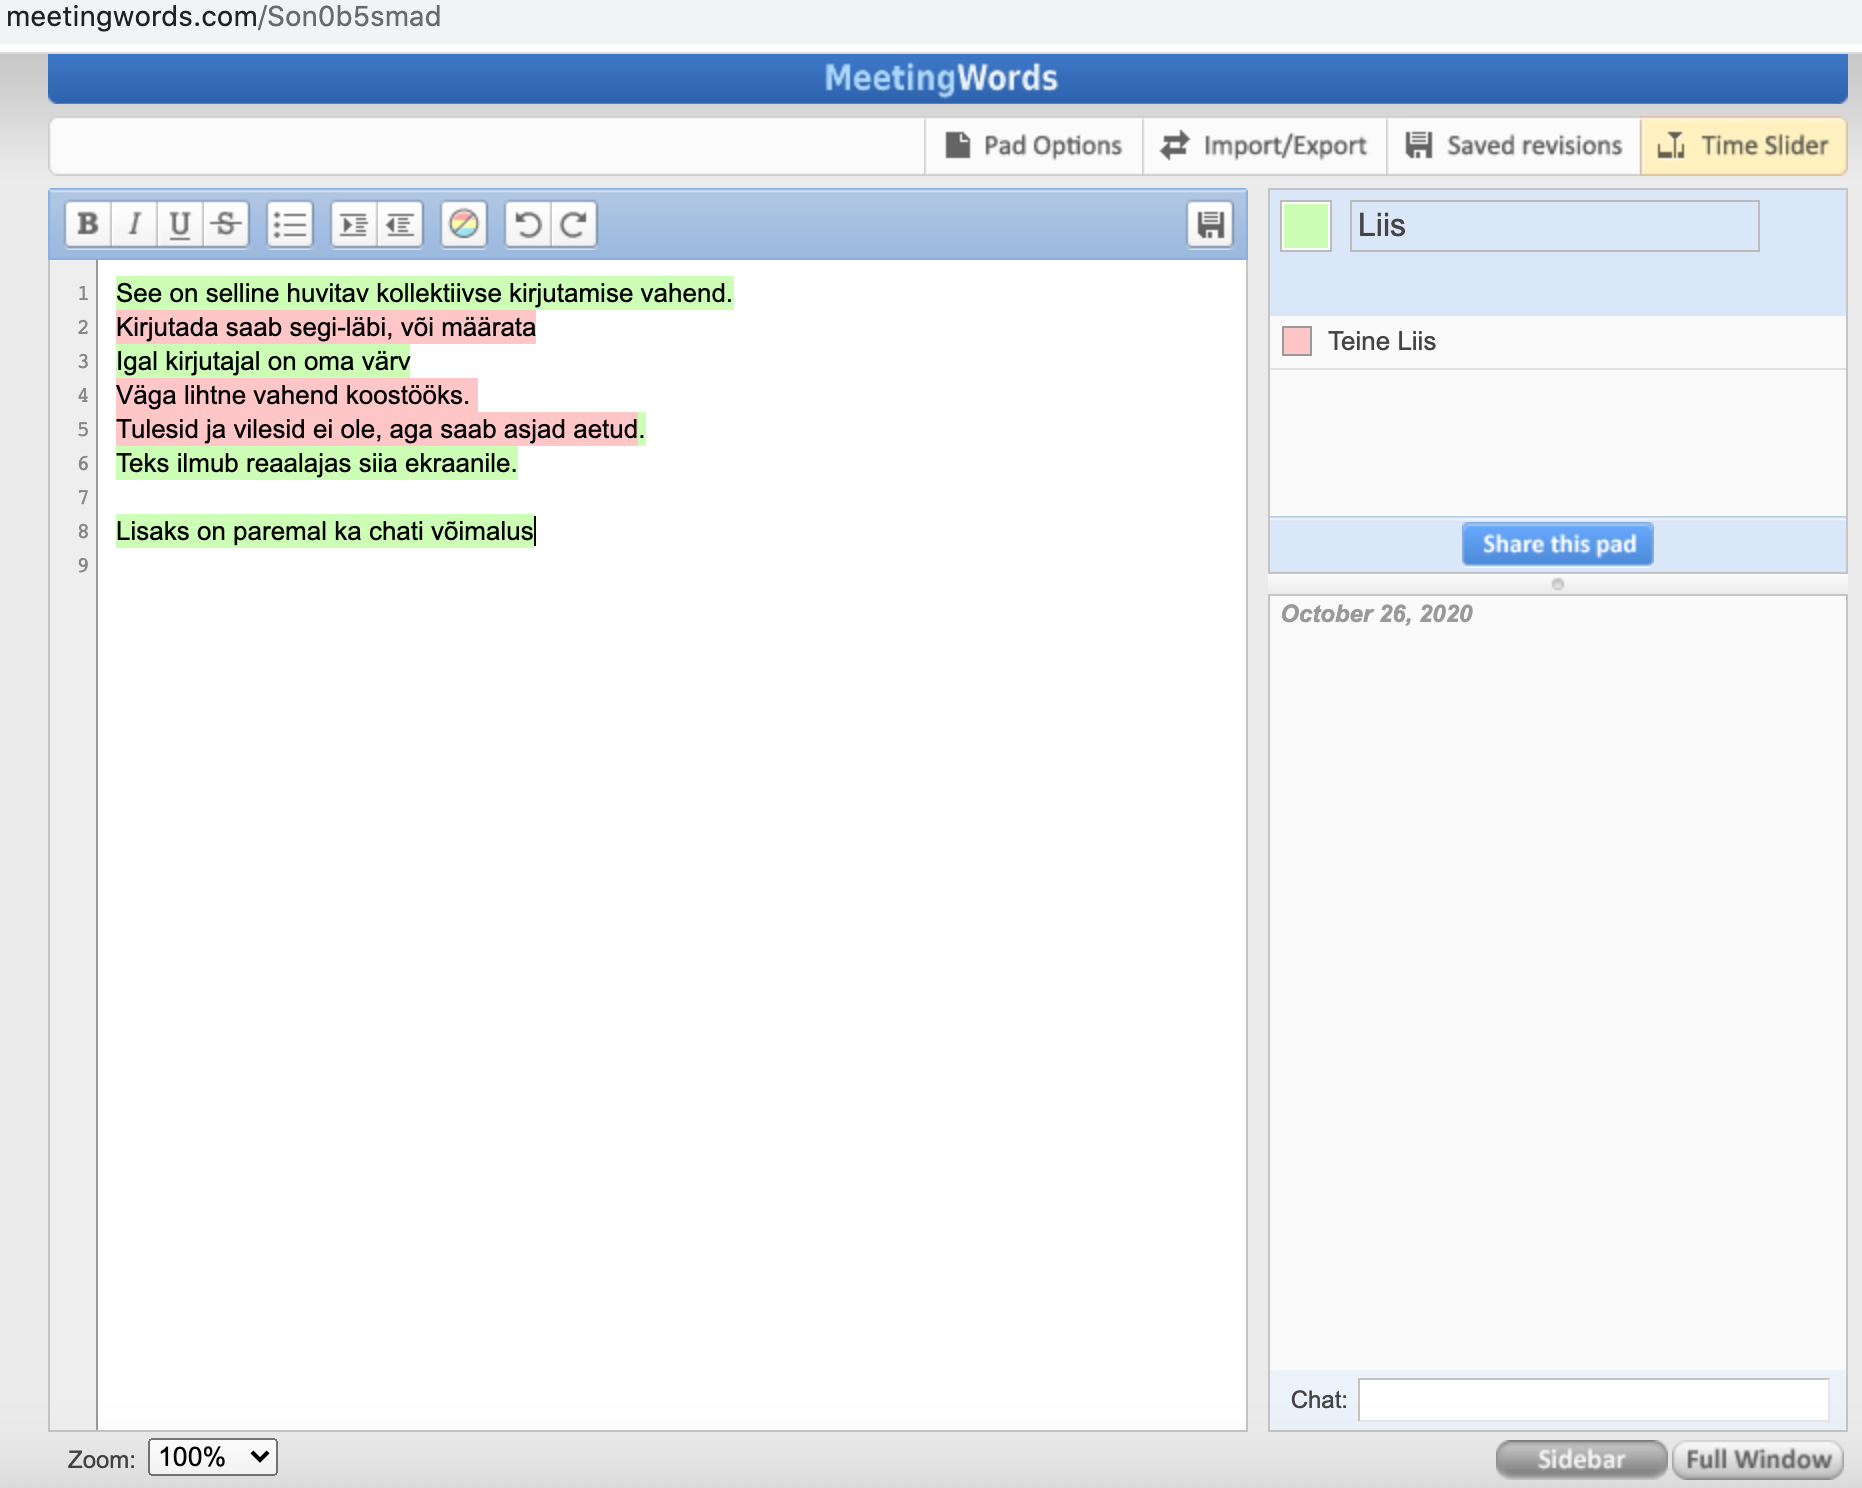 meetingwords.com/Son0b5smad
MeetingWords
Pad Options
Import/Export
Saved revisions
Time Slider
B I U S
Liis
Teine Liis
Share this pad
1 See on selline huvitav kollektiivse kirjutamise vahend.
2 Kirjutada saab segi-läbi, või määrata
3 Igal kirjutajal on oma värv
4 Väga lihtne vahend koostööks.
5 Tulesid ja vilesid ei ole, aga saab asjad aetud.
6 Teks ilmub reaalajas siia ekraanile.
7
8 Lisaks on paremal ka chati võimalus
9
October 26, 2020
Chat:
Zoom: 100%
Sidebar
Full Window